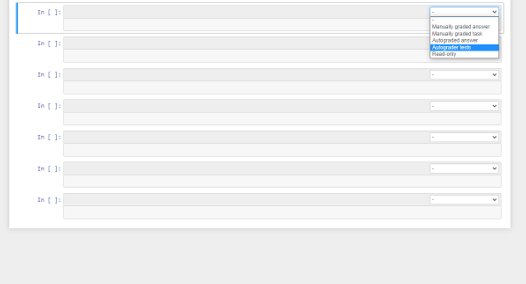 In [ ]:
-
-
Manually graded answer
Manually graded task
Autograded answer
Autograder tests
Read-only
In [ ]:
In [ ]:
-
In [ ]:
-
In [ ]:
-
In [ ]:
-
In [ ]:
-